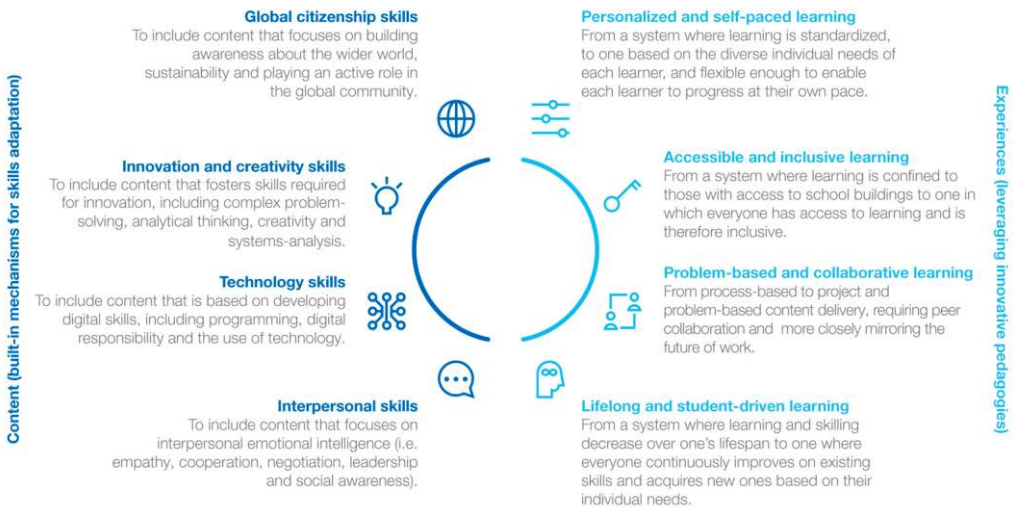 Content (built-in mechanisms for skills adaptation)
Global citizenship skills
To include content that focuses on building
awareness about the wider world,
sustainability and playing an active role in
the global community.
Innovation and creativity skills
To include content that fosters skills required
for innovation, including complex problem-
solving, analytical thinking, creativity and
systems-analysis.
Technology skills
To include content that is based on developing
digital skills, including programming, digital
responsibility and the use of technology.
Interpersonal skills
To include content that focuses on
interpersonal emotional intelligence (i.e.
empathy, cooperation, negotiation, leadership
and social awareness).
Personalized and self-paced learning
From a system where learning is standardized,
to one based on the diverse individual needs of
each learner, and flexible enough to enable
each learner to progress at their own pace.
Accessible and inclusive learning
From a system where learning is confined to
those with access to school buildings to one in
which everyone has access to learning and is
therefore inclusive.
Problem-based and collaborative learning
From process-based to project and
problem-based content delivery, requiring peer
collaboration and more closely mirroring the
future of work.
Lifelong and student-driven learning
From a system where learning and skilling
decrease over one's lifespan to one where
everyone continuously improves on existing
skills and acquires new ones based on their
individual needs.
Experiences (leveraging innovative pedagogies)